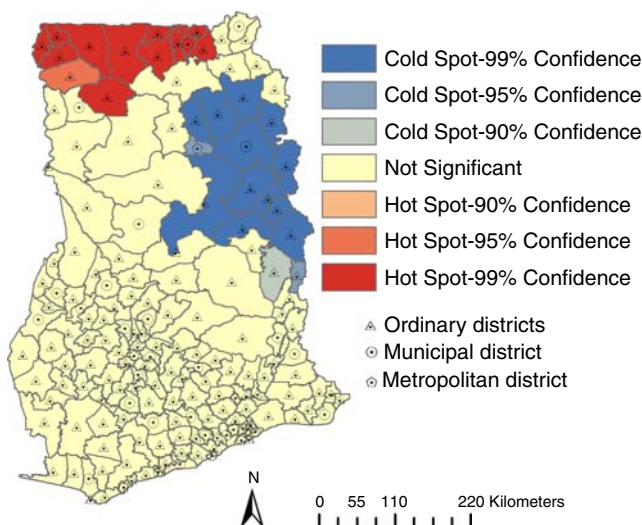 Cold Spot-99% Confidence
Cold Spot-95% Confidence
Cold Spot-90% Confidence
Not Significant
Hot Spot-90% Confidence
Hot Spot-95% Confidence
Hot Spot-99% Confidence
Ordinary districts
Municipal district
Metropolitan district
N
0 55 110 220 Kilometers